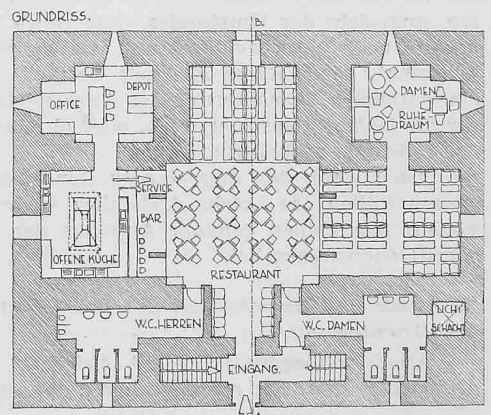 GRUNDRISS.
B.
OFFICE
DEPOT
DAMEN
RUHE-
RAUM
SERVICE
BAR
OFFENE KÜCHE
RESTAURANT
W.C. HERREN
W.C. DAMEN
LICHT
SCHACHT
EINGANG.
A.